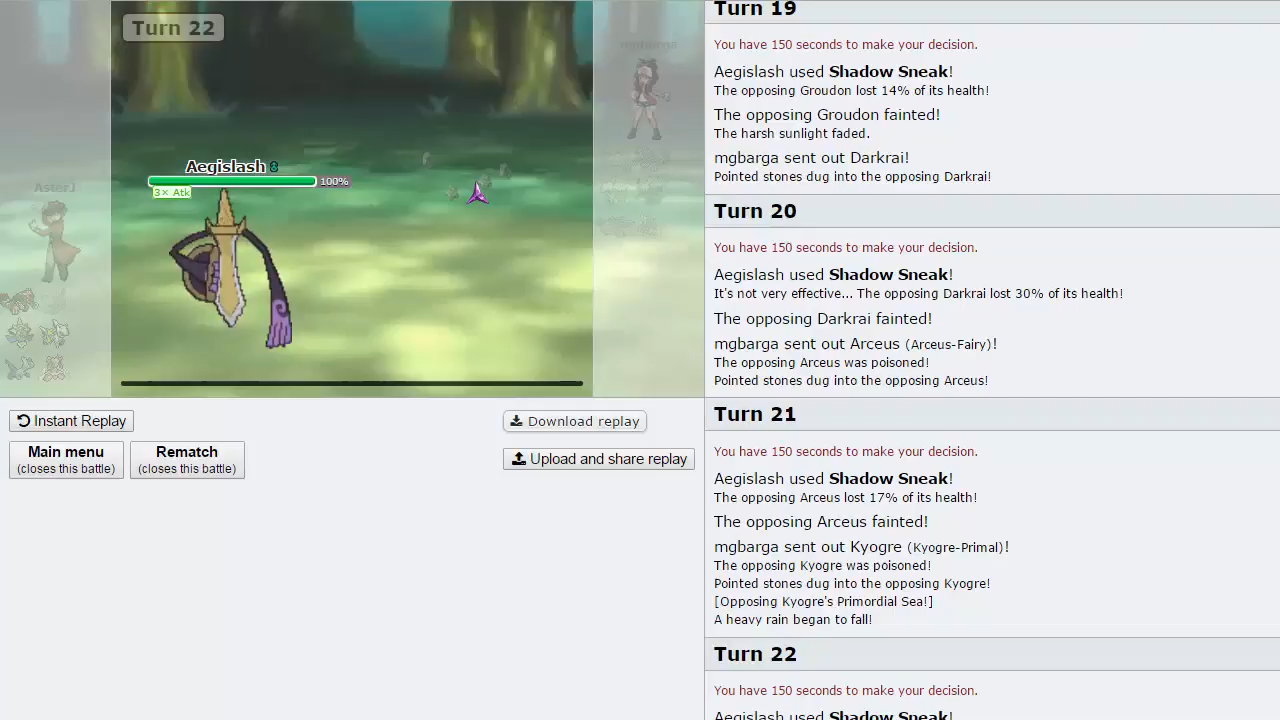 Turn 22
mgbarga
Aegislash
100%
3× Atk
AsterJ
Instant Replay
Download replay
Main menu
(closes this battle)
Rematch
(closes this battle)
Upload and share replay
Turn 19
You have 150 seconds to make your decision.
Aegislash used Shadow Sneak!
The opposing Groudon lost 14% of its health!
The opposing Groudon fainted!
The harsh sunlight faded.
mgbarga sent out Darkrai!
Pointed stones dug into the opposing Darkrai!
Turn 20
You have 150 seconds to make your decision.
Aegislash used Shadow Sneak!
It's not very effective... The opposing Darkrai lost 30% of its health!
The opposing Darkrai fainted!
mgbarga sent out Arceus (Arceus-Fairy)!
The opposing Arceus was poisoned!
Pointed stones dug into the opposing Arceus!
Turn 21
You have 150 seconds to make your decision.
Aegislash used Shadow Sneak!
The opposing Arceus lost 17% of its health!
The opposing Arceus fainted!
mgbarga sent out Kyogre (Kyogre-Primal)!
The opposing Kyogre was poisoned!
Pointed stones dug into the opposing Kyogre!
[Opposing Kyogre's Primordial Sea!]
A heavy rain began to fall!
Turn 22
You have 150 seconds to make your decision.
Aegislash used Shadow Sneak!